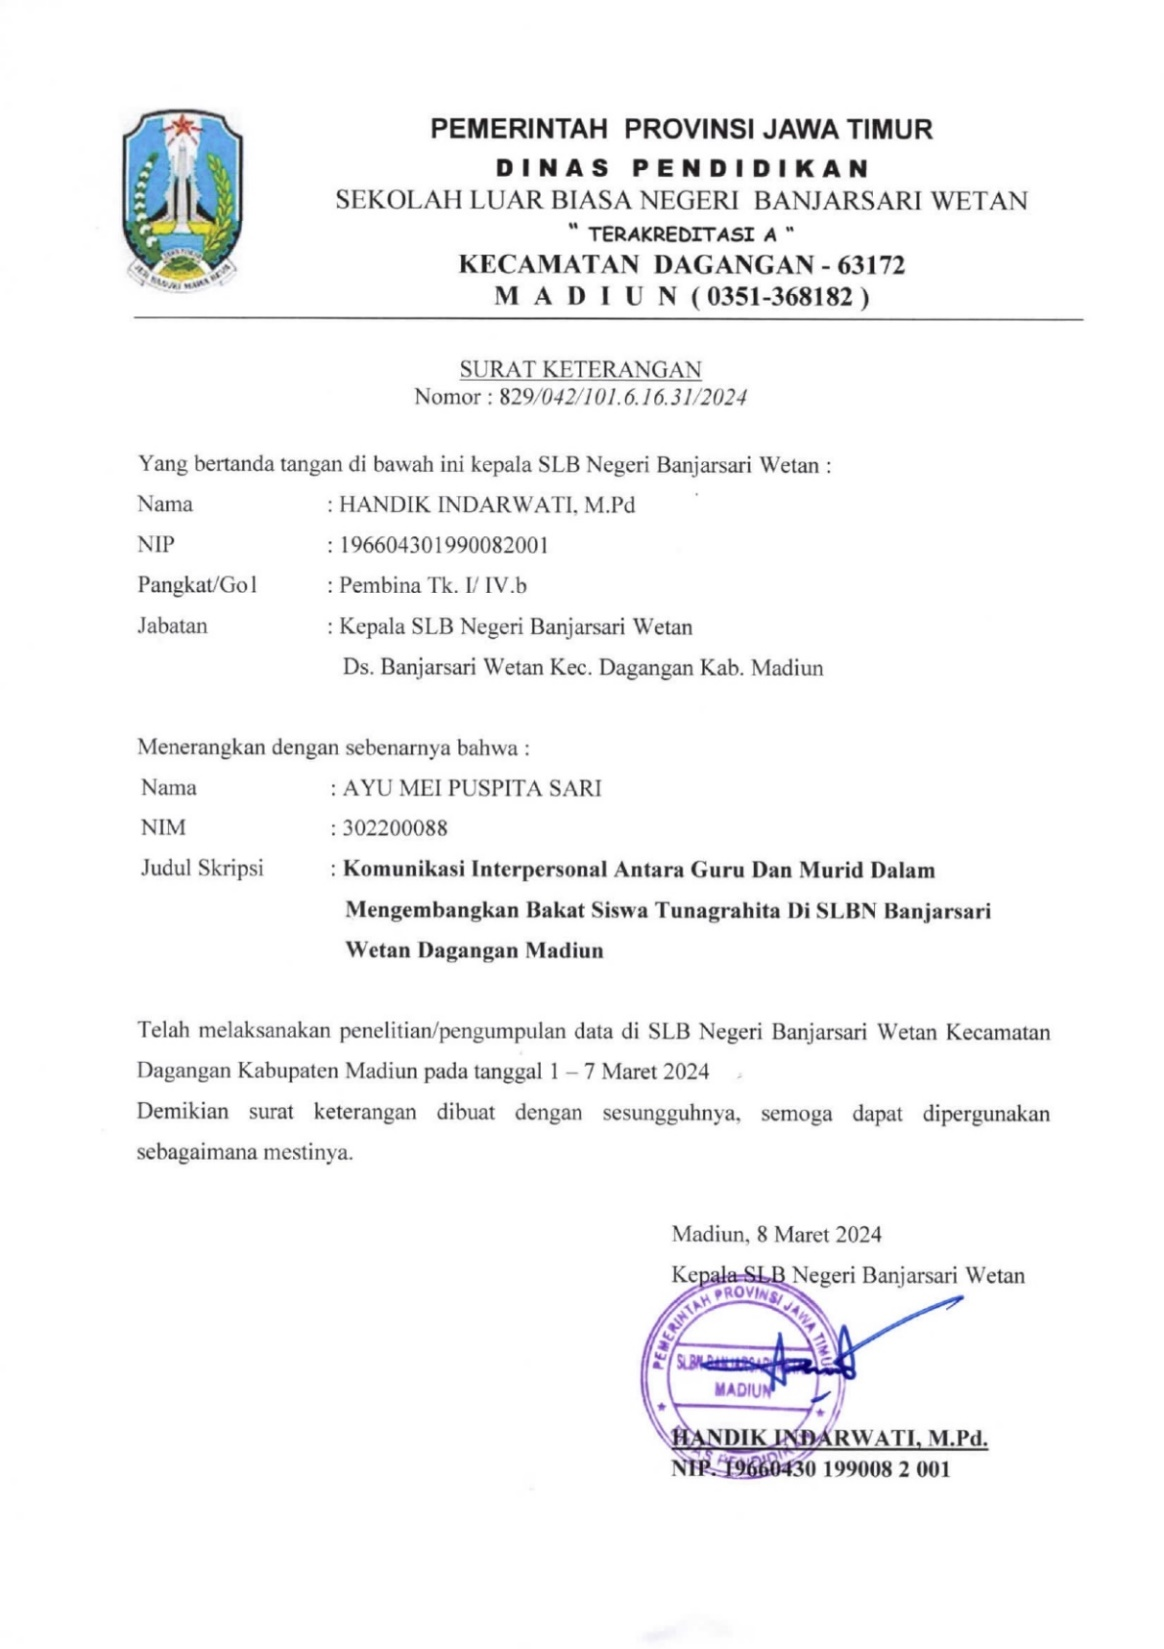 PEMERINTAH PROVINSI JAWA TIMUR
DINAS PENDIDIKAN
SEKOLAH LUAR BIASA NEGERI BANJARSARI WETAN
" TERAKREDITASI A "
KECAMATAN DAGANGAN - 63172
M A D I U N ( 0351-368182 )
SURAT KETERANGAN
Nomor : 829/042/101.6.16.31/2024
Yang bertanda tangan di bawah ini kepala SLB Negeri Banjarsari Wetan :
Nama : HANDIK INDARWATI, M.Pd
NIP : 196604301990082001
Pangkat/Gol : Pembina Tk. I/ IV.b
Jabatan : Kepala SLB Negeri Banjarsari Wetan
Ds. Banjarsari Wetan Kec. Dagangan Kab. Madiun
Menerangkan dengan sebenarnya bahwa :
Nama : AYU MEI PUSPITA SARI
NIM : 302200088
Judul Skripsi : Komunikasi Interpersonal Antara Guru Dan Murid Dalam
Mengembangkan Bakat Siswa Tunagrahita Di SLBN Banjarsari
Wetan Dagangan Madiun
Telah melaksanakan penelitian/pengumpulan data di SLB Negeri Banjarsari Wetan Kecamatan
Dagangan Kabupaten Madiun pada tanggal 1 – 7 Maret 2024
Demikian surat keterangan dibuat dengan sesungguhnya, semoga dapat dipergunakan
sebagaimana mestinya.
Madiun, 8 Maret 2024
Kepala SLB Negeri Banjarsari Wetan
PEMERINTAH PROVINSI JAWA TIMUR
SLBN
MADIUN
PENDIDIKAN
HANDIK INDARWATI, M.Pd.
NIP. 19660430 199008 2 001